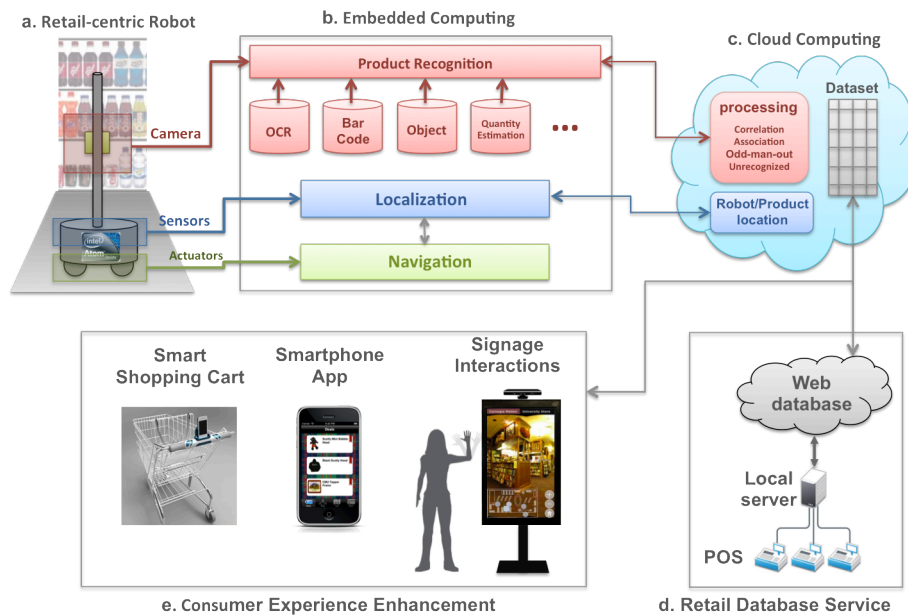 a. Retail-centric Robot
b. Embedded Computing
c. Cloud Computing
Product Recognition
OCR
Bar
Code
Object
Quantity
Estimation
...
Camera
Sensors
Actuators
intel
Atom
Localization
Navigation
processing
Correlation
Association
Odd-man-out
Unrecognized
Dataset
Robot/Product
location
Smart
Shopping Cart
Smartphone
App
Signage
Interactions
Deals
Web
database
Local
server
POS
e. Consumer Experience Enhancement
d. Retail Database Service